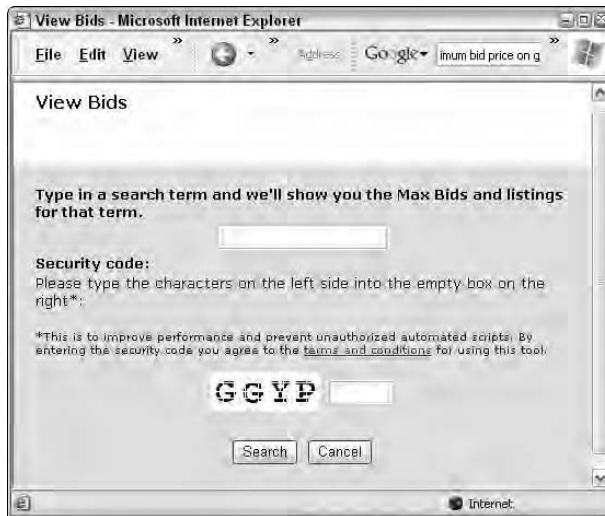 View Bids - Microsoft Internet Explorer
File Edit View » » Address Google imum bid price on g »
View Bids
Type in a search term and we'll show you the Max Bids and listings
for that term.
Security code:
Please type the characters on the left side into the empty box on the
right*:
*This is to improve performance and prevent unauthorized automated scripts. By
entering the security code you agree to the terms and conditions for using this tool.
G G Y P
Search Cancel
Internet